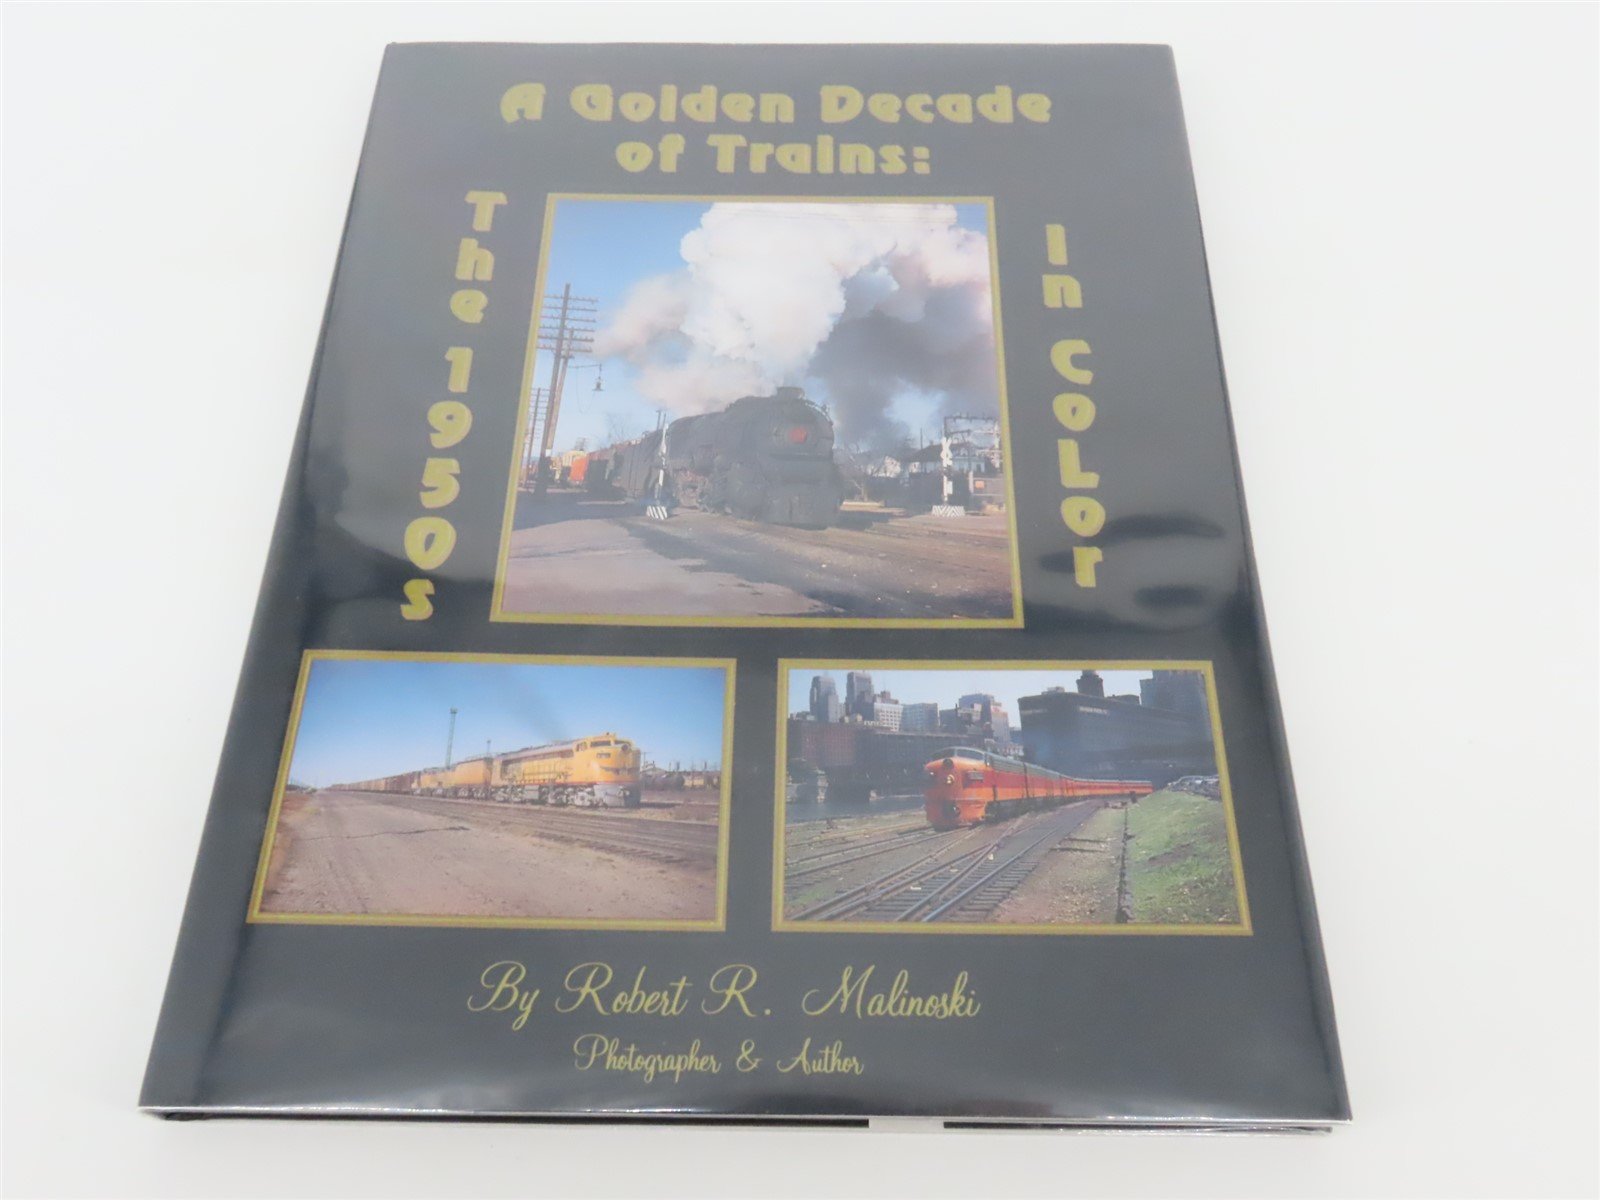 A Golden Decade
of Trains:
The 1950s
In Color
By Robert R. Malinoski
Photographer & Author